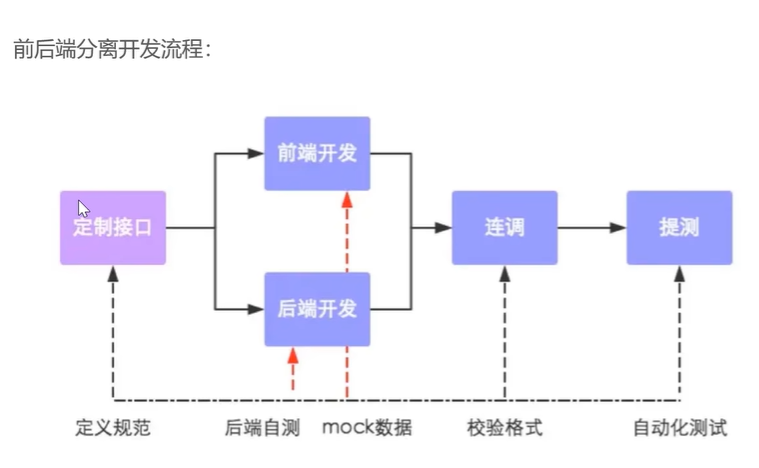 前后端分离开发流程：
前端开发
定制接口
连调
提测
后端开发
定义规范
后端自测
mock数据
校验格式
自动化测试